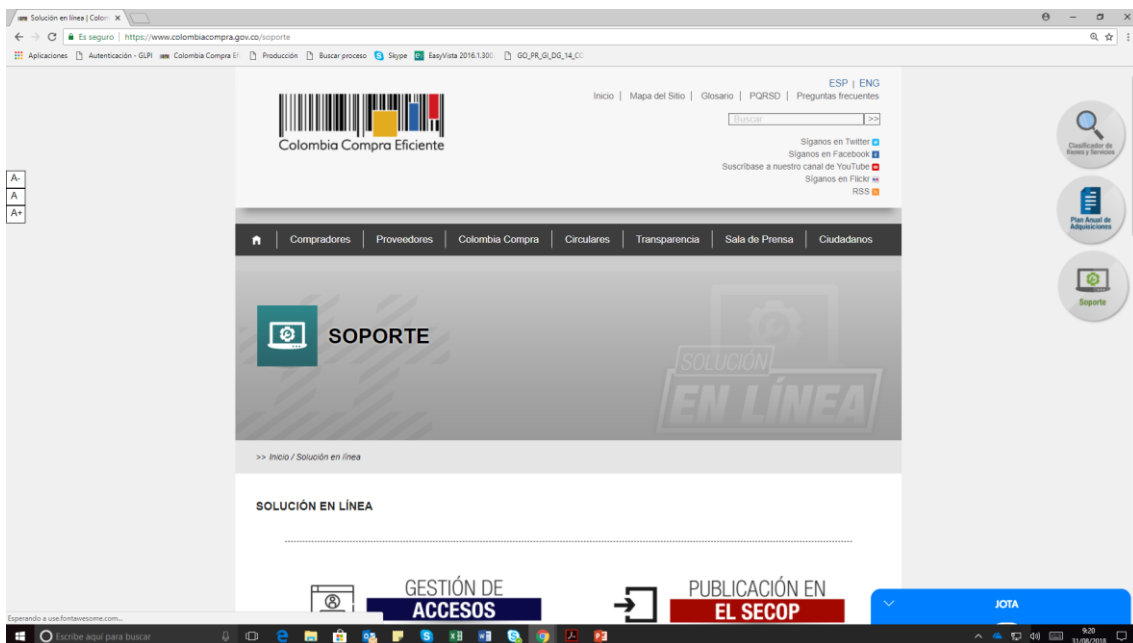 Solución en línea | Colom
Es seguro | https://www.colombiacompra.gov.co/soporte
Aplicaciones Autenticación - GLPI Colombia Compra Ef Producción Buscar proceso Skype EasyVista 2016.1.300 GO_PR_GI_DG_14_CC
ESP | ENG
Inicio | Mapa del Sitio | Glosario | PQRSD | Preguntas frecuentes
Buscar >>
Colombia Compra Eficiente
Síganos en Twitter
Síganos en Facebook
Suscríbase a nuestro canal de YouTube
Síganos en Flickr
RSS
A-
A
A+
Clasificador de
Bienes y Servicios
Plan Anual de
Adquisiciones
Soporte
Compradores | Proveedores | Colombia Compra | Circulares | Transparencia | Sala de Prensa | Ciudadanos
SOPORTE
SOLUCIÓN
EN LÍNEA
>> Inicio / Solución en línea
SOLUCIÓN EN LÍNEA
GESTIÓN DE
ACCESOS
PUBLICACIÓN EN
EL SECOP
JOTA
Esperando a use.fontawesome.com...
Escribe aquí para buscar
9:20
31/08/2018